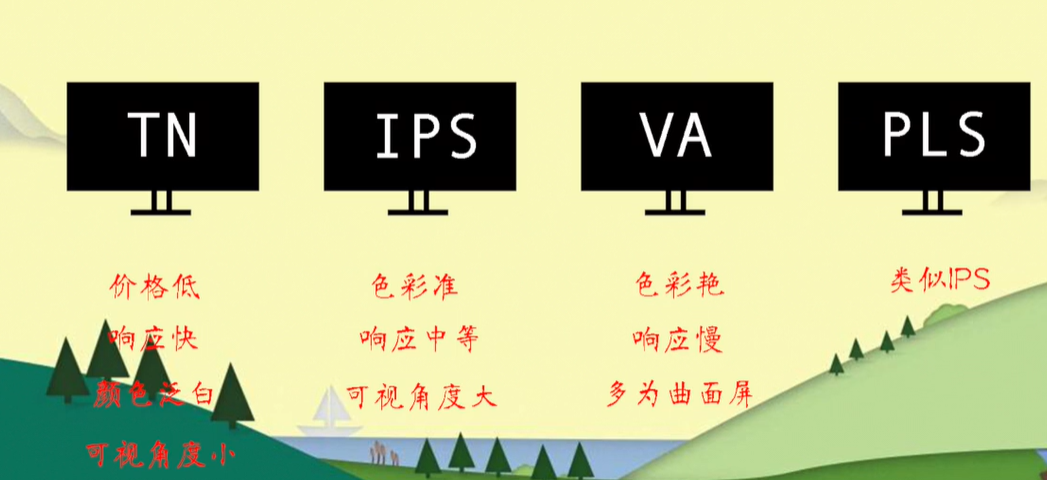 TN
IPS
VA
PLS
价格低
响应快
颜色泛白
可视角度小
色彩准
响应中等
可视角度大
色彩艳
响应慢
多为曲面屏
类似IPS